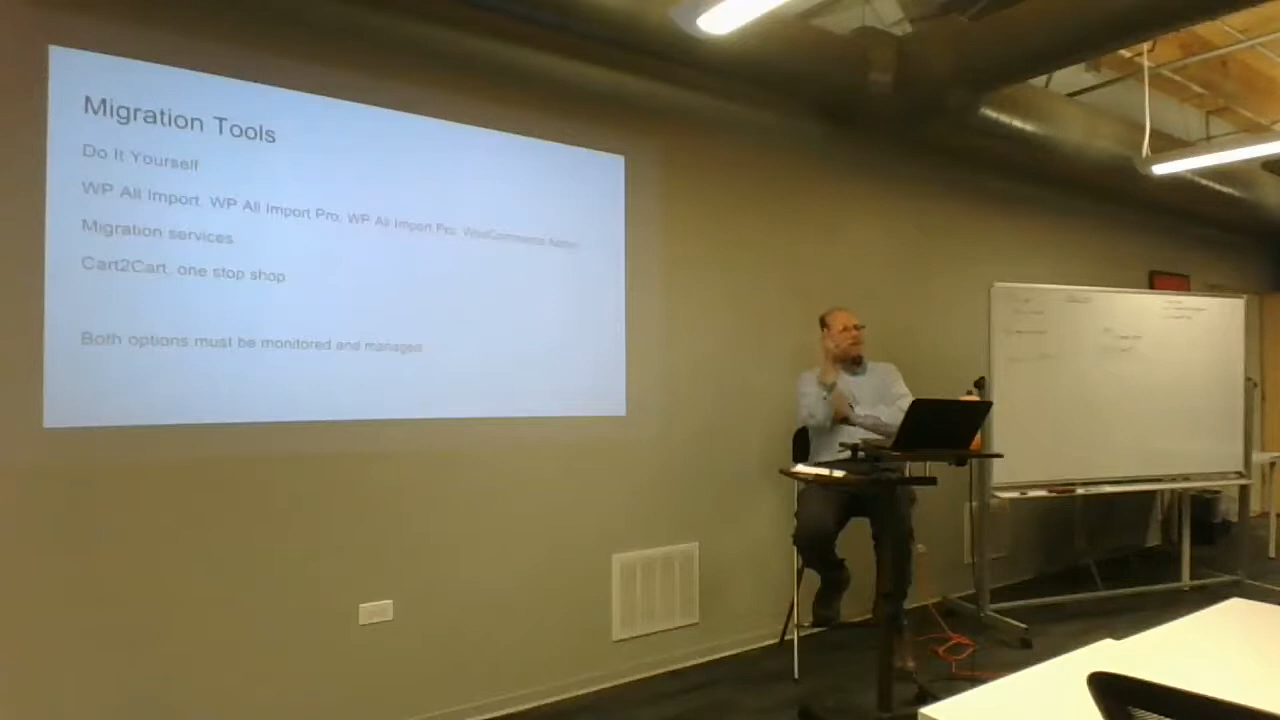 Migration Tools
Do It Yourself
WP All Import, WP All Import Pro, WP All Import Pro, WooCommerce Addon
Migration services
Cart2Cart, one stop shop
Both options must be monitored and managed